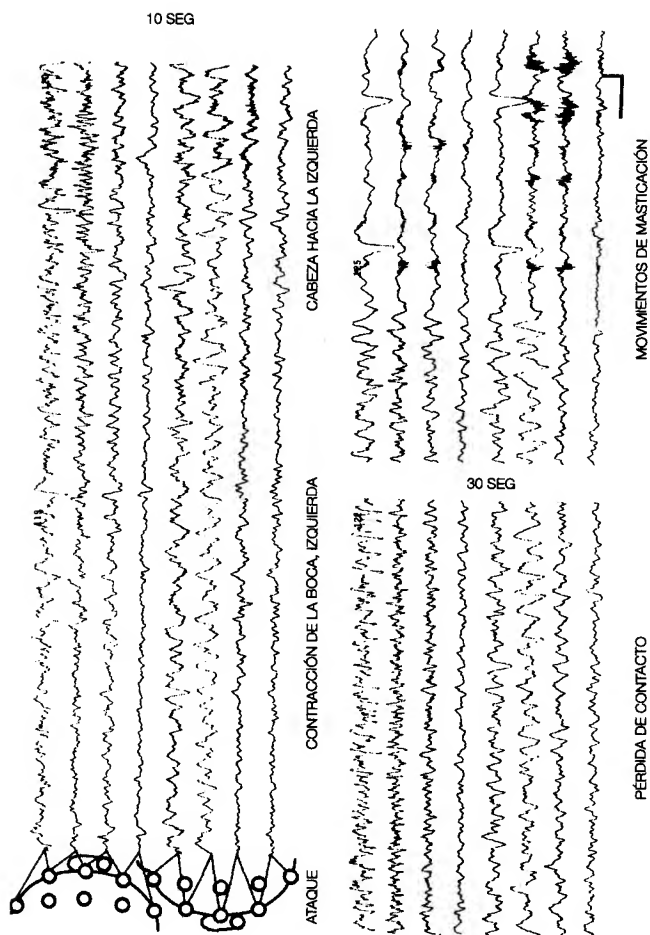 10 SEG
ATAQUE
CONTRACCIÓN DE LA BOCA, IZQUIERDA
CABEZA HACIA LA IZQUIERDA
30 SEG
PÉRDIDA DE CONTACTO
MOVIMIENTOS DE MASTICACIÓN